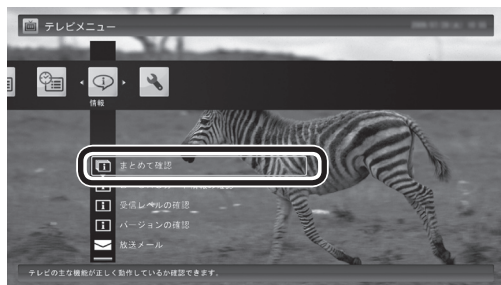 テレビメニュー
情報
まとめて確認
受信レベルの確認
バージョンの確認
放送メール
テレビの主な機能が正しく動作しているか確認できます。